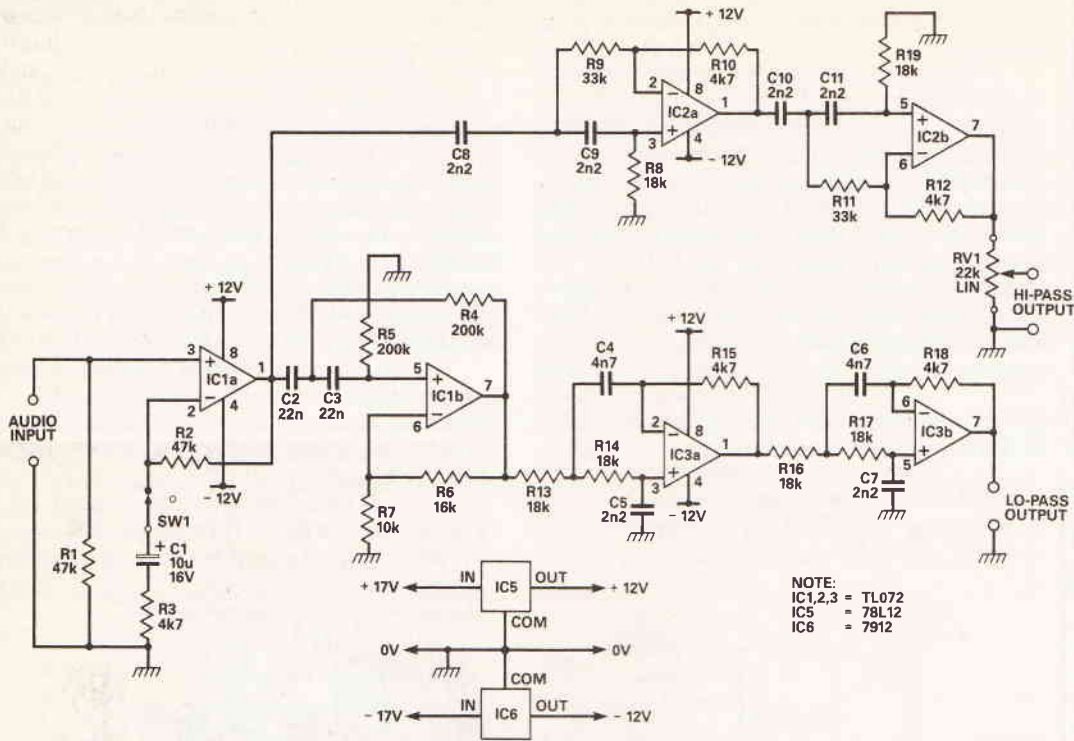 + 12V
R9
33k
R10
4k7
2
8
IC2a
1
3
4
- 12V
C8
2n2
C9
2n2
R8
18k
C10
2n2
C11
2n2
R19
18k
5
IC2b
7
6
R11
33k
R12
4k7
RV1
22k
LIN
HI-PASS
OUTPUT
+ 12V
3
8
IC1a
1
2
4
- 12V
AUDIO
INPUT
R2
47k
SW1
+
C1
10u
16V
R1
47k
R3
4k7
C2
22n
C3
22n
R5
200k
R4
200k
5
IC1b
7
6
R6
16k
R7
10k
R13
18k
C4
4n7
R14
18k
C5
2n2
+ 12V
R15
4k7
2
8
IC3a
1
3
4
- 12V
R16
18k
C6
4n7
R17
18k
C7
2n2
R18
4k7
6
IC3b
7
5
LO-PASS
OUTPUT
+ 17V
IN
IC5
OUT
+ 12V
COM
0V
0V
COM
- 17V
IN
IC6
OUT
- 12V
NOTE:
IC1,2,3 = TL072
IC5 = 78L12
IC6 = 7912